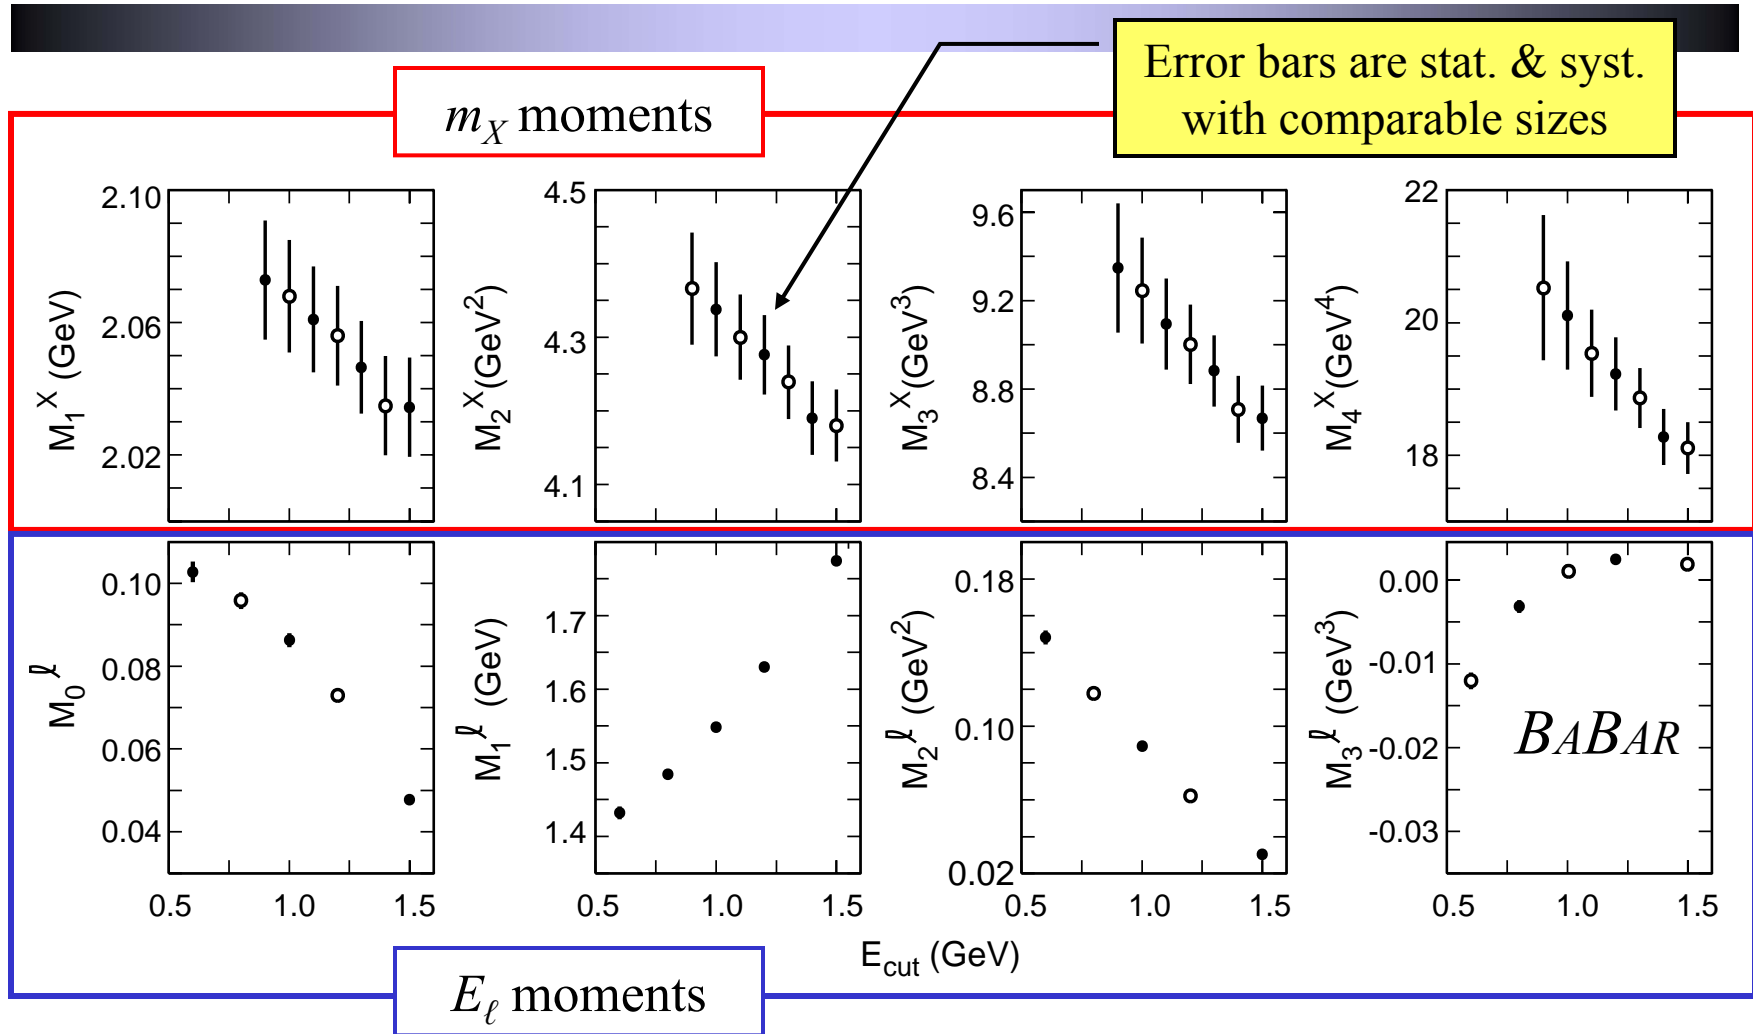 Error bars are stat. & syst.
with comparable sizes
m_X moments
M_1^X (GeV)
2.10
2.06
2.02
M_2^X (GeV^2)
4.5
4.3
4.1
M_3^X (GeV^3)
9.6
9.2
8.8
8.4
M_4^X (GeV^4)
22
20
18
M_0^ℓ
0.10
0.08
0.06
0.04
0.5 1.0 1.5
M_1^ℓ (GeV)
1.7
1.6
1.5
1.4
0.5 1.0 1.5
M_2^ℓ (GeV^2)
0.18
0.10
0.02
0.5 1.0 1.5
M_3^ℓ (GeV^3)
0.00
-0.01
-0.02
-0.03
BABAR
0.5 1.0 1.5
E_cut (GeV)
E_ℓ moments